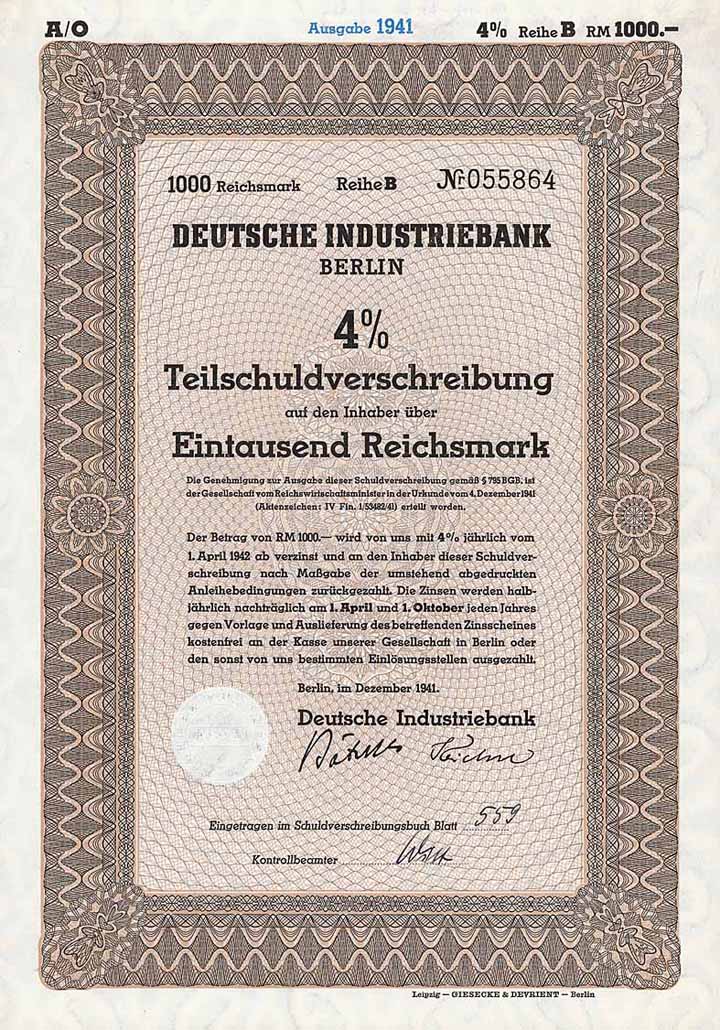 A/O Ausgabe 1941 4% Reihe B RM 1000.–
1000 Reichsmark Reihe B № 055864
DEUTSCHE INDUSTRIEBANK
BERLIN
4%
Teilschuldverschreibung
auf den Inhaber über
Eintausend Reichsmark
Die Genehmigung zur Ausgabe dieser Schuldverschreibung gemäß § 795 BGB. ist
der Gesellschaft vom Reichswirtschaftsminister in der Urkunde vom 4. Dezember 1941
(Aktenzeichen: IV Fin. 1/53482/41) erteilt worden.
Der Betrag von RM 1000.— wird von uns mit 4% jährlich vom
1. April 1942 ab verzinst und an den Inhaber dieser Schuldver-
schreibung nach Maßgabe der umstehend abgedruckten
Anleihebedingungen zurückgezahlt. Die Zinsen werden halb-
jährlich nachträglich am 1. April und 1. Oktober jeden Jahres
gegen Vorlage und Auslieferung des betreffenden Zinsscheines
kostenfrei an der Kasse unserer Gesellschaft in Berlin oder
den sonst von uns bestimmten Einlösungsstellen ausgezahlt.
Berlin, im Dezember 1941.
Deutsche Industriebank
Eingetragen im Schuldverschreibungsbuch Blatt 559
Kontrollbeamter
Leipzig — GIESECKE & DEVRIENT — Berlin